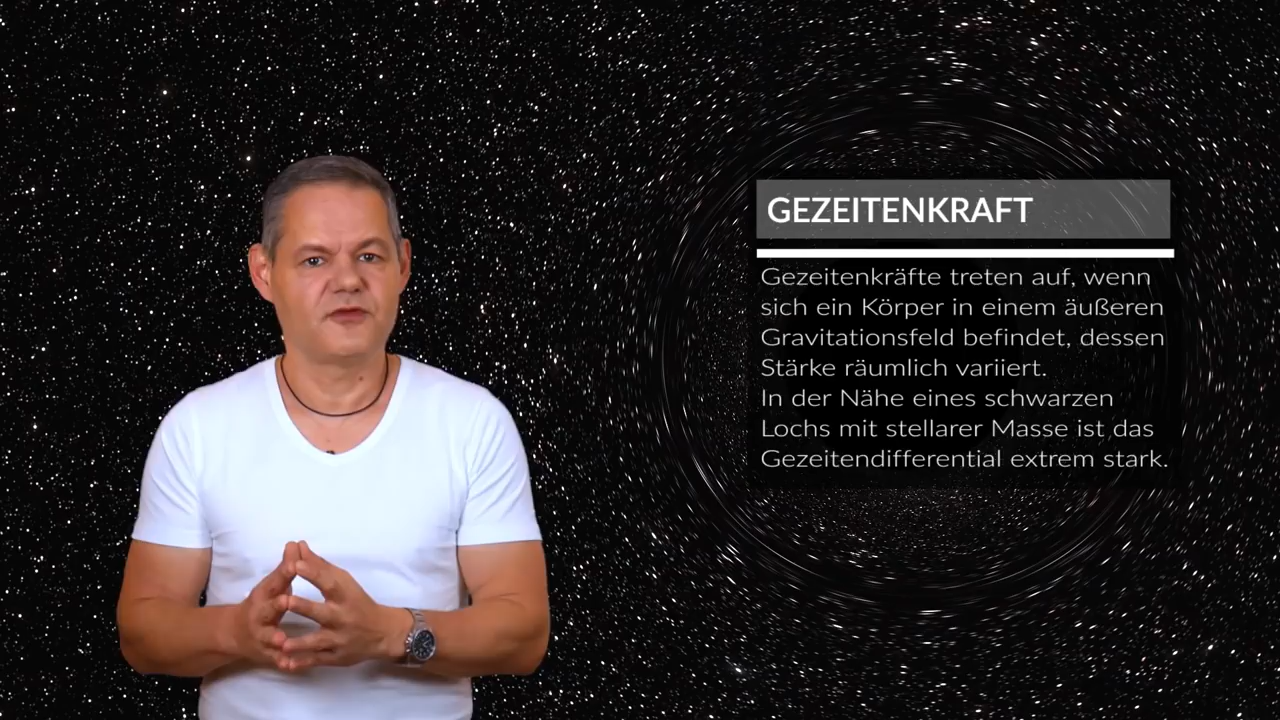 GEZEITENKRAFT
Gezeitenkräfte treten auf, wenn
sich ein Körper in einem äußeren
Gravitationsfeld befindet, dessen
Stärke räumlich variiert.
In der Nähe eines schwarzen
Lochs mit stellarer Masse ist das
Gezeitendifferential extrem stark.